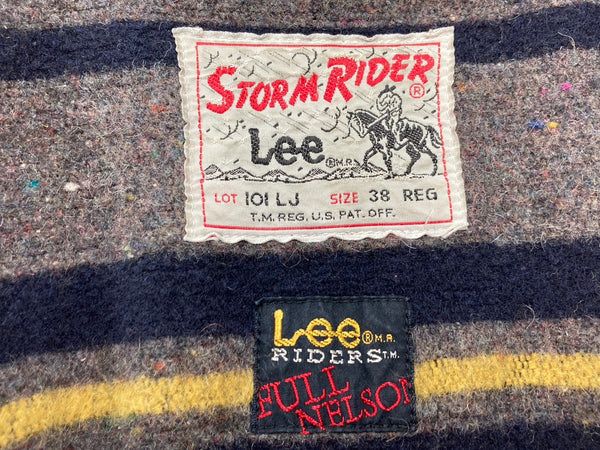 STORM RIDER ®
Lee ® M.R.
LOT 101 LJ SIZE 38 REG
T.M. REG. U.S. PAT. OFF.
Lee ® M.R.
RIDERS T.M.
FULL
NELSON